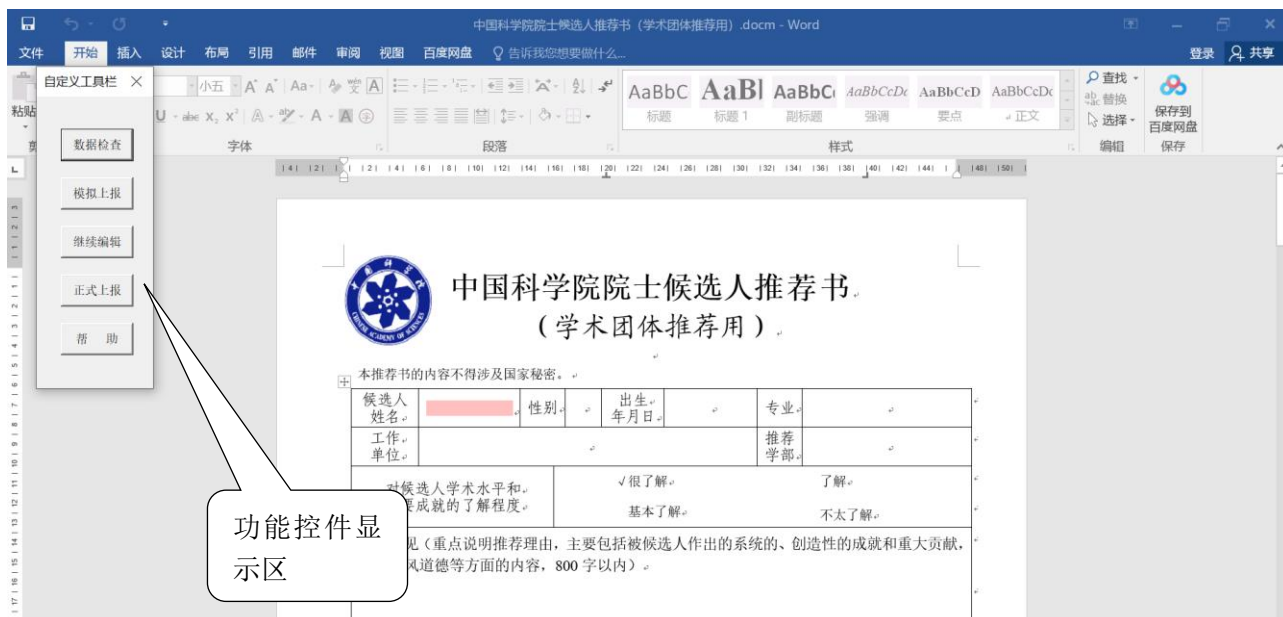 中国科学院院士候选人推荐书（学术团体推荐用）.docm - Word
文件 开始 插入 设计 布局 引用 邮件 审阅 视图 百度网盘 告诉我您想要做什么... 登录 共享
自定义工具栏
小五
粘贴
字体 段落 样式 编辑 保存
AaBbC 标题
AaBl 标题 1
AaBbC 副标题
AaBbCcDc 强调
AaBbCcD 要点
AaBbCcDc 正文
查找
替换
选择
保存到
百度网盘
数据检查
模拟上报
继续编辑
正式上报
帮 助
功能控件显
示区
中国科学院
CHINESE ACADEMY OF SCIENCES
中国科学院院士候选人推荐书
（学术团体推荐用）
本推荐书的内容不得涉及国家秘密。
候选人
姓名
性别
出生
年月日
专业
工作
单位
推荐
学部
对候选人学术水平和
要成就的了解程度
√很了解 了解
基本了解 不太了解
见（重点说明推荐理由，主要包括被候选人作出的系统的、创造性的成就和重大贡献，
风道德等方面的内容，800 字以内）